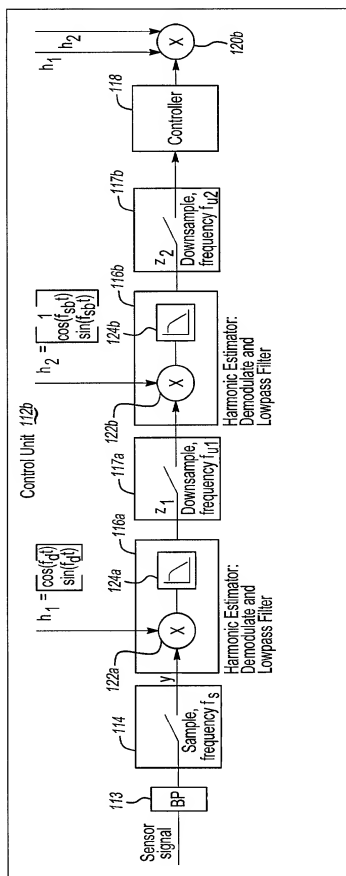 Control Unit 112b
Sensor signal
BP
113
114
Sample, frequency f_s
y
h_1 = [cos(f_d t) sin(f_d t)]
116a
122a
X
124a
Harmonic Estimator: Demodulate and Lowpass Filter
z_1
117a
Downsample, frequency f_u1
h_2 = [1 cos(f_sb t) sin(f_sb t)]
116b
122b
X
124b
Harmonic Estimator: Demodulate and Lowpass Filter
z_2
117b
Downsample, frequency f_u2
118
Controller
h_1
h_2
X
120b